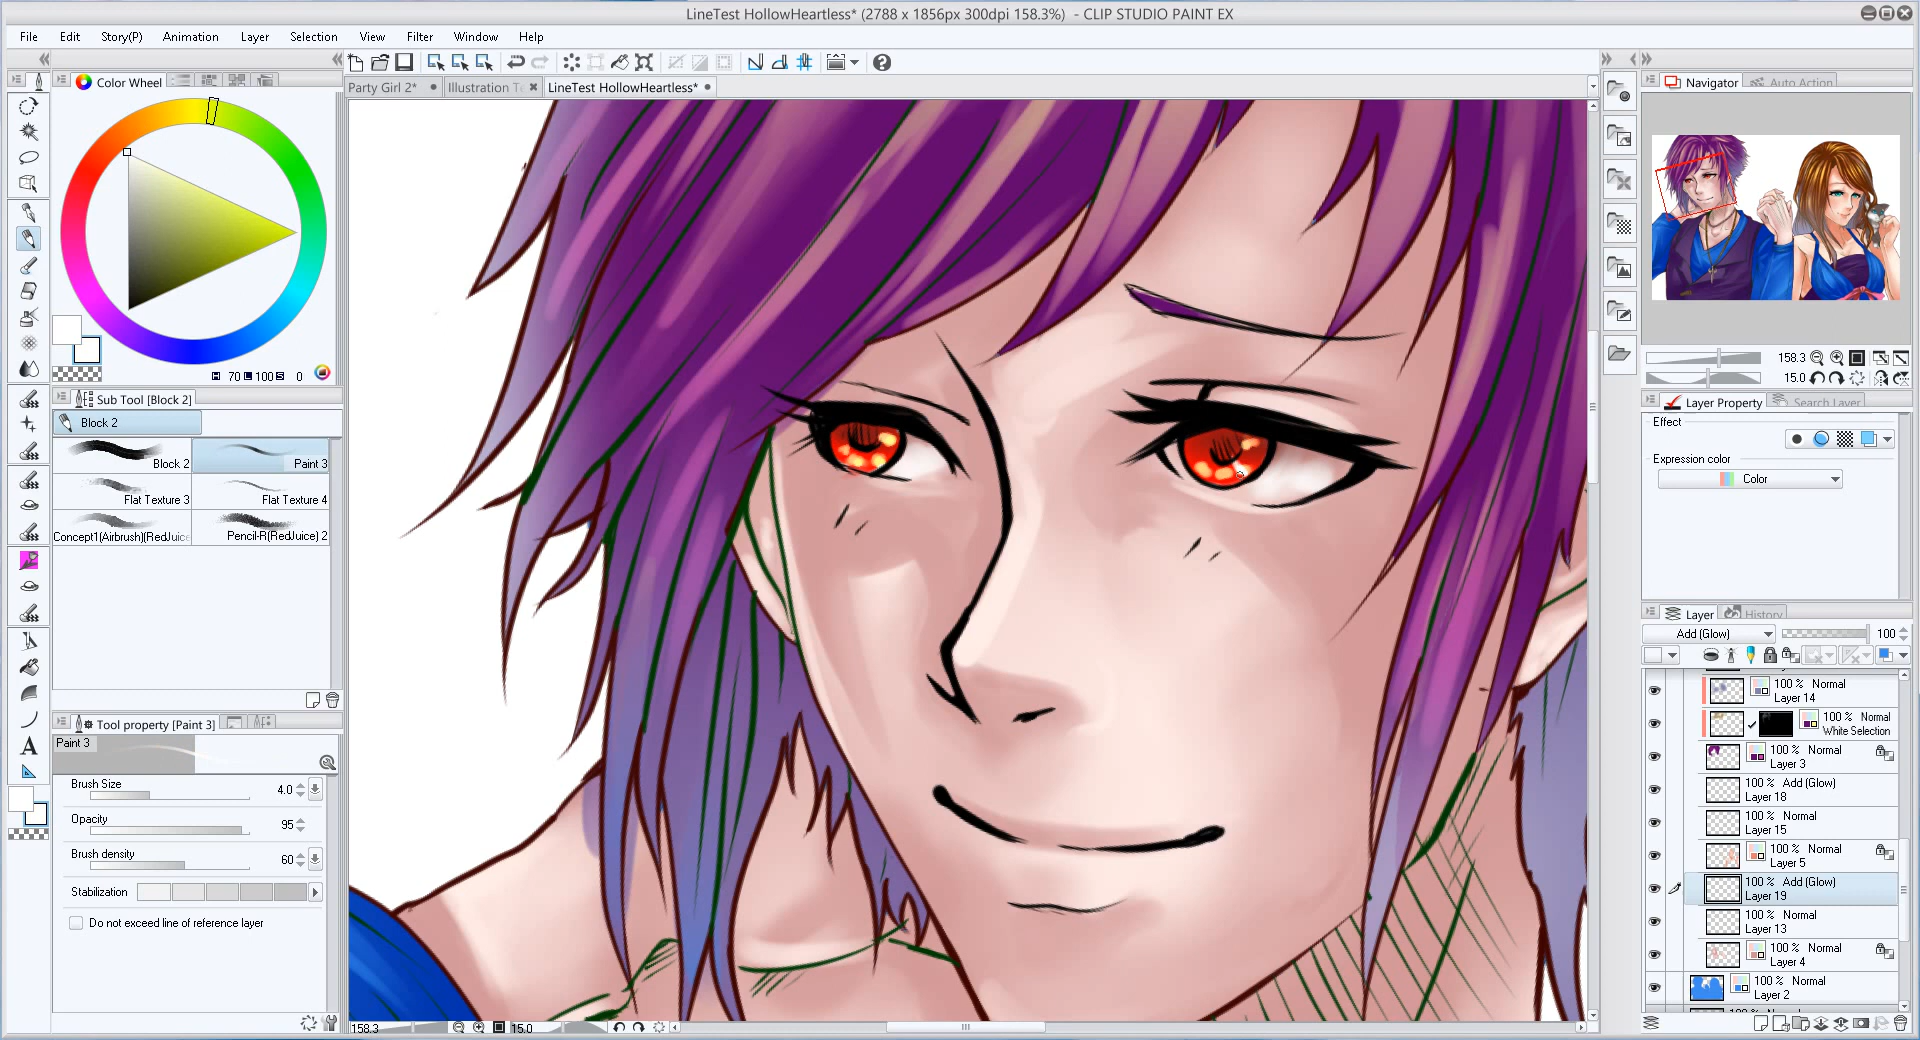 LineTest HollowHeartless* (2788 x 1856px 300dpi 158.3%) - CLIP STUDIO PAINT EX
File Edit Story(P) Animation Layer Selection View Filter Window Help
Color Wheel
Party Girl 2* Illustration LineTest HollowHeartless*
H 70 L 100 S 0
Sub Tool [Block 2]
Block 2
Block 2 Paint 3
Flat Texture 3 Flat Texture 4
Concept1(Airbrush)(RedJuice Pencil-R(RedJuice) 2
Tool property [Paint 3]
Paint 3
Brush Size 4.0
Opacity 95
Brush density 60
Stabilization
Do not exceed line of reference layer
A
158.3 15.0
Navigator Auto Action
158.3
15.0
Layer Property Search Layer
Effect
Expression color
Color
Layer History
Add (Glow) 100
100 % Normal
Layer 14
100 % Normal
White Selection
100 % Normal
Layer 3
100 % Add (Glow)
Layer 18
100 % Normal
Layer 15
100 % Normal
Layer 5
100 % Add (Glow)
Layer 19
100 % Normal
Layer 13
100 % Normal
Layer 4
100 % Normal
Layer 2